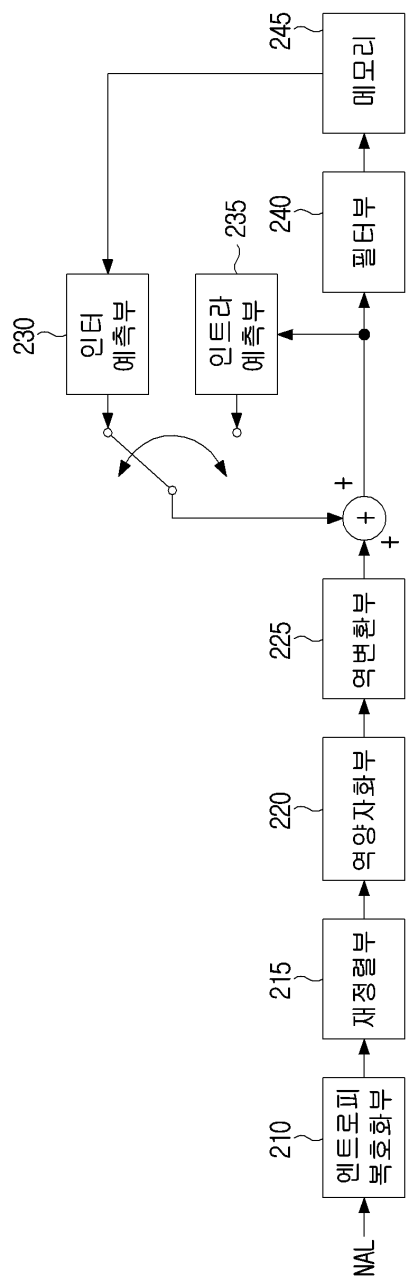 NAL
210
엔트로피
복호화부
215
재정렬부
220
역양자화부
225
역변환부
+
+
+
230
인터
예측부
235
인트라
예측부
240
필터부
245
메모리